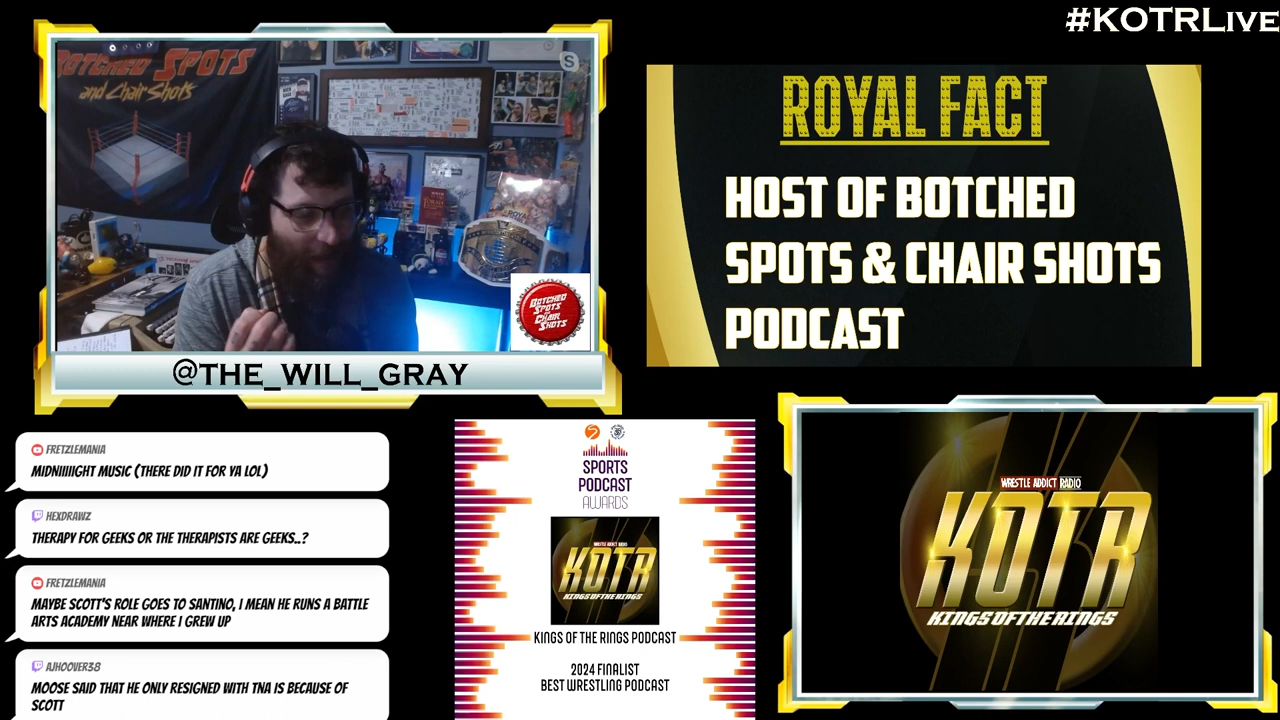 #KOTRLive
BOTCHED SPOTS
and Chair Shots
BOTCHED
SPOTS
CHAIR
SHOTS
@THE_WILL_GRAY
ROYAL FACT
HOST OF BOTCHED
SPOTS & CHAIR SHOTS
PODCAST
FRETZLEMANIA
MIDNIIIIIGHT MUSIC (THERE DID IT FOR YA LOL)
HEXDRAWZ
THERAPY FOR GEEKS OR THE THERAPISTS ARE GEEKS..?
FRETZLEMANIA
MAYBE SCOTT'S ROLE GOES TO SANTINO, I MEAN HE RUNS A BATTLE
ARTS ACADEMY NEAR WHERE I GREW UP
AJHOOVER38
MOOSE SAID THAT HE ONLY RESIGNED WITH TNA IS BECAUSE OF
SCOTT
SPORTS
PODCAST
AWARDS
WRESTLE ADDICT RADIO
KOTR
KINGS OF THE RINGS
KINGS OF THE RINGS PODCAST
2024 FINALIST
BEST WRESTLING PODCAST
WRESTLE ADDICT RADIO
KOTR
KINGS OF THE RINGS